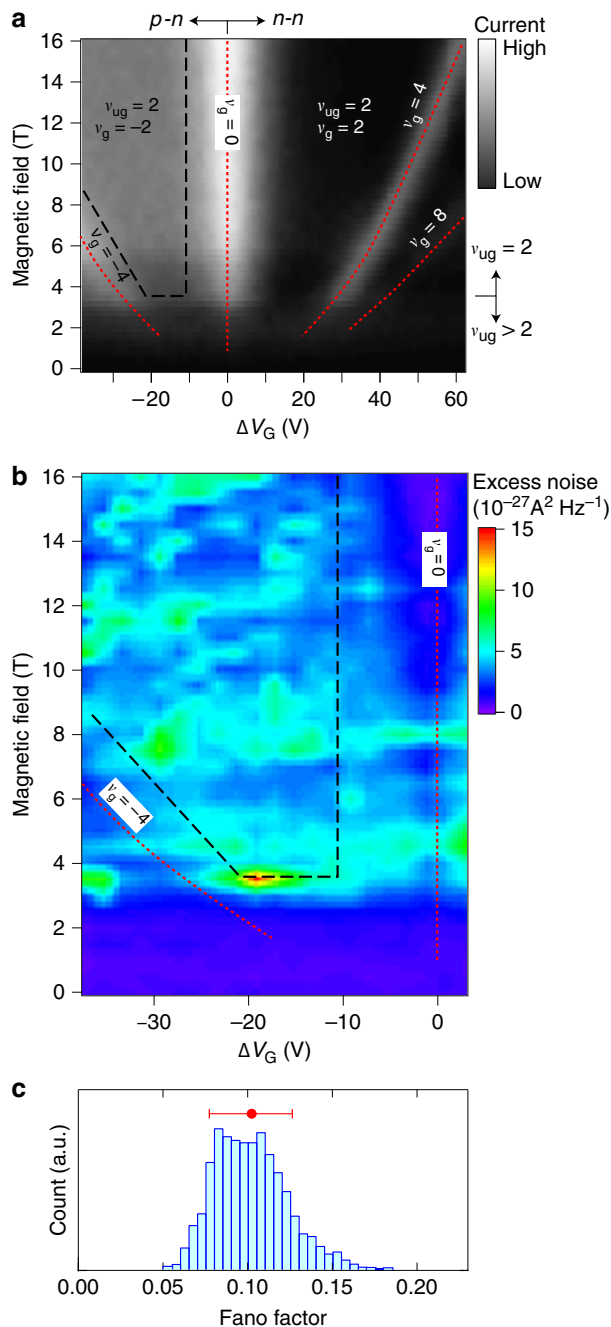 a
p-n
n-n
Current
High
Low
ν_ug = 2
ν_g = −2
ν_g = 0
ν_ug = 2
ν_g = 2
ν_g = 4
ν_g = 8
ν_g = −4
ν_ug = 2
ν_ug > 2
Magnetic field (T)
16
14
12
10
8
6
4
2
0
−20 0 20 40 60
ΔV_G (V)
b
Excess noise
(10⁻²⁷A² Hz⁻¹)
15
10
5
0
ν_g = 0
ν_g = −4
Magnetic field (T)
16
14
12
10
8
6
4
2
0
−30 −20 −10 0
ΔV_G (V)
c
Count (a.u.)
0.00 0.05 0.10 0.15 0.20
Fano factor